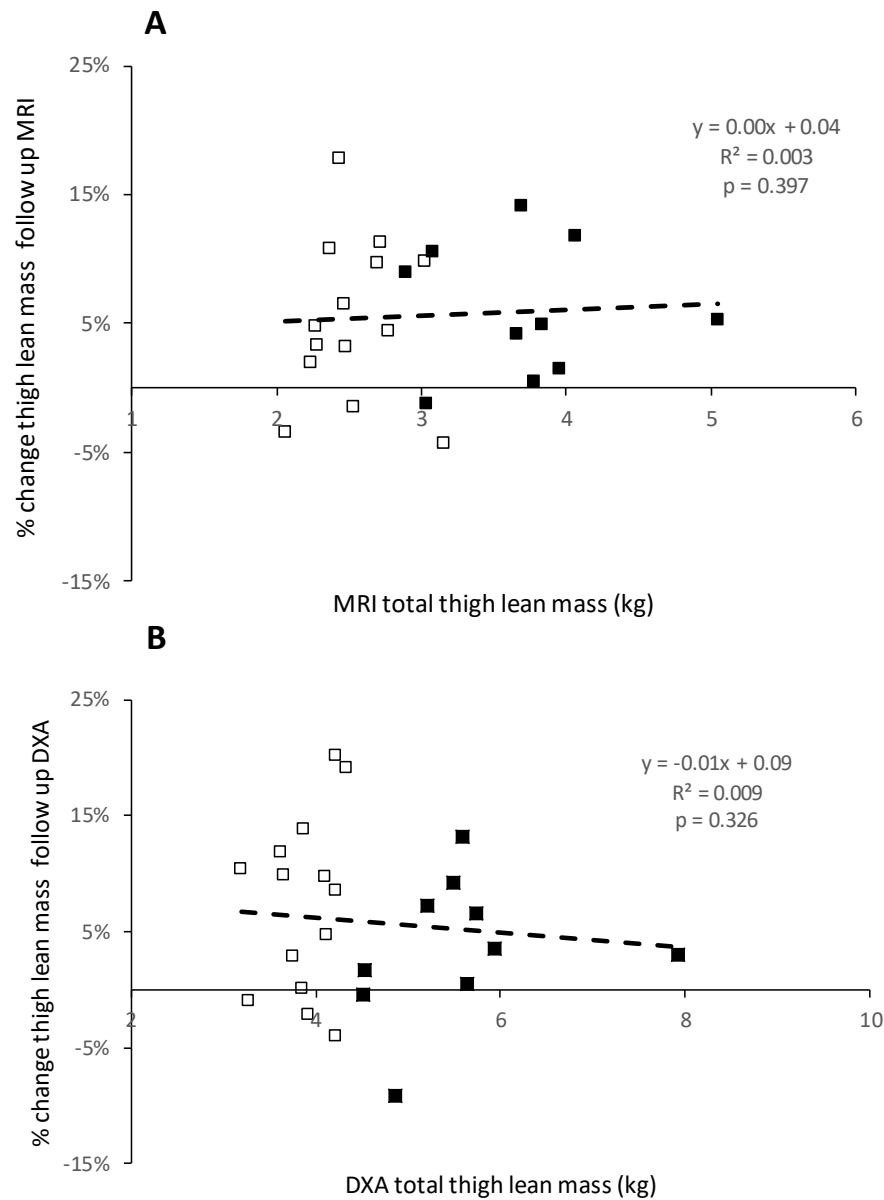 A
25%
15%
5%
-5%
-15%
1
2
3
4
5
6
% change thigh lean mass follow up MRI
MRI total thigh lean mass (kg)
y = 0.00x + 0.04
R² = 0.003
p = 0.397
B
25%
15%
5%
-5%
-15%
2
4
6
8
10
% change thigh lean mass follow up DXA
DXA total thigh lean mass (kg)
y = -0.01x + 0.09
R² = 0.009
p = 0.326